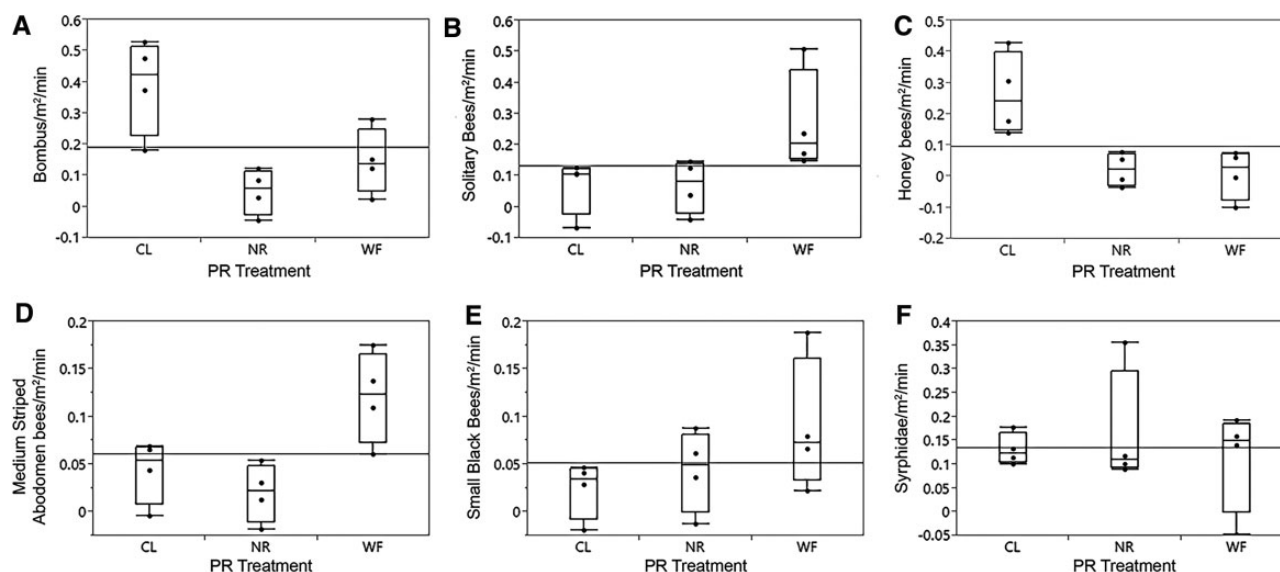 A
Bombus/m²/min
0.6
0.5
0.4
0.3
0.2
0.1
0
-0.1
CL NR WF
PR Treatment
B
Solitary Bees/m²/min
0.6
0.5
0.4
0.3
0.2
0.1
0
-0.1
CL NR WF
PR Treatment
C
Honey bees/m²/min
0.5
0.4
0.3
0.2
0.1
0
-0.1
-0.2
CL NR WF
PR Treatment
D
Medium Striped
Abodomen bees/m²/min
0.2
0.15
0.1
0.05
0
CL NR WF
PR Treatment
E
Small Black Bees/m²/min
0.2
0.15
0.1
0.05
0
CL NR WF
PR Treatment
F
Syrphidae/m²/min
0.4
0.35
0.3
0.25
0.2
0.15
0.1
0.05
0
-0.05
CL NR WF
PR Treatment